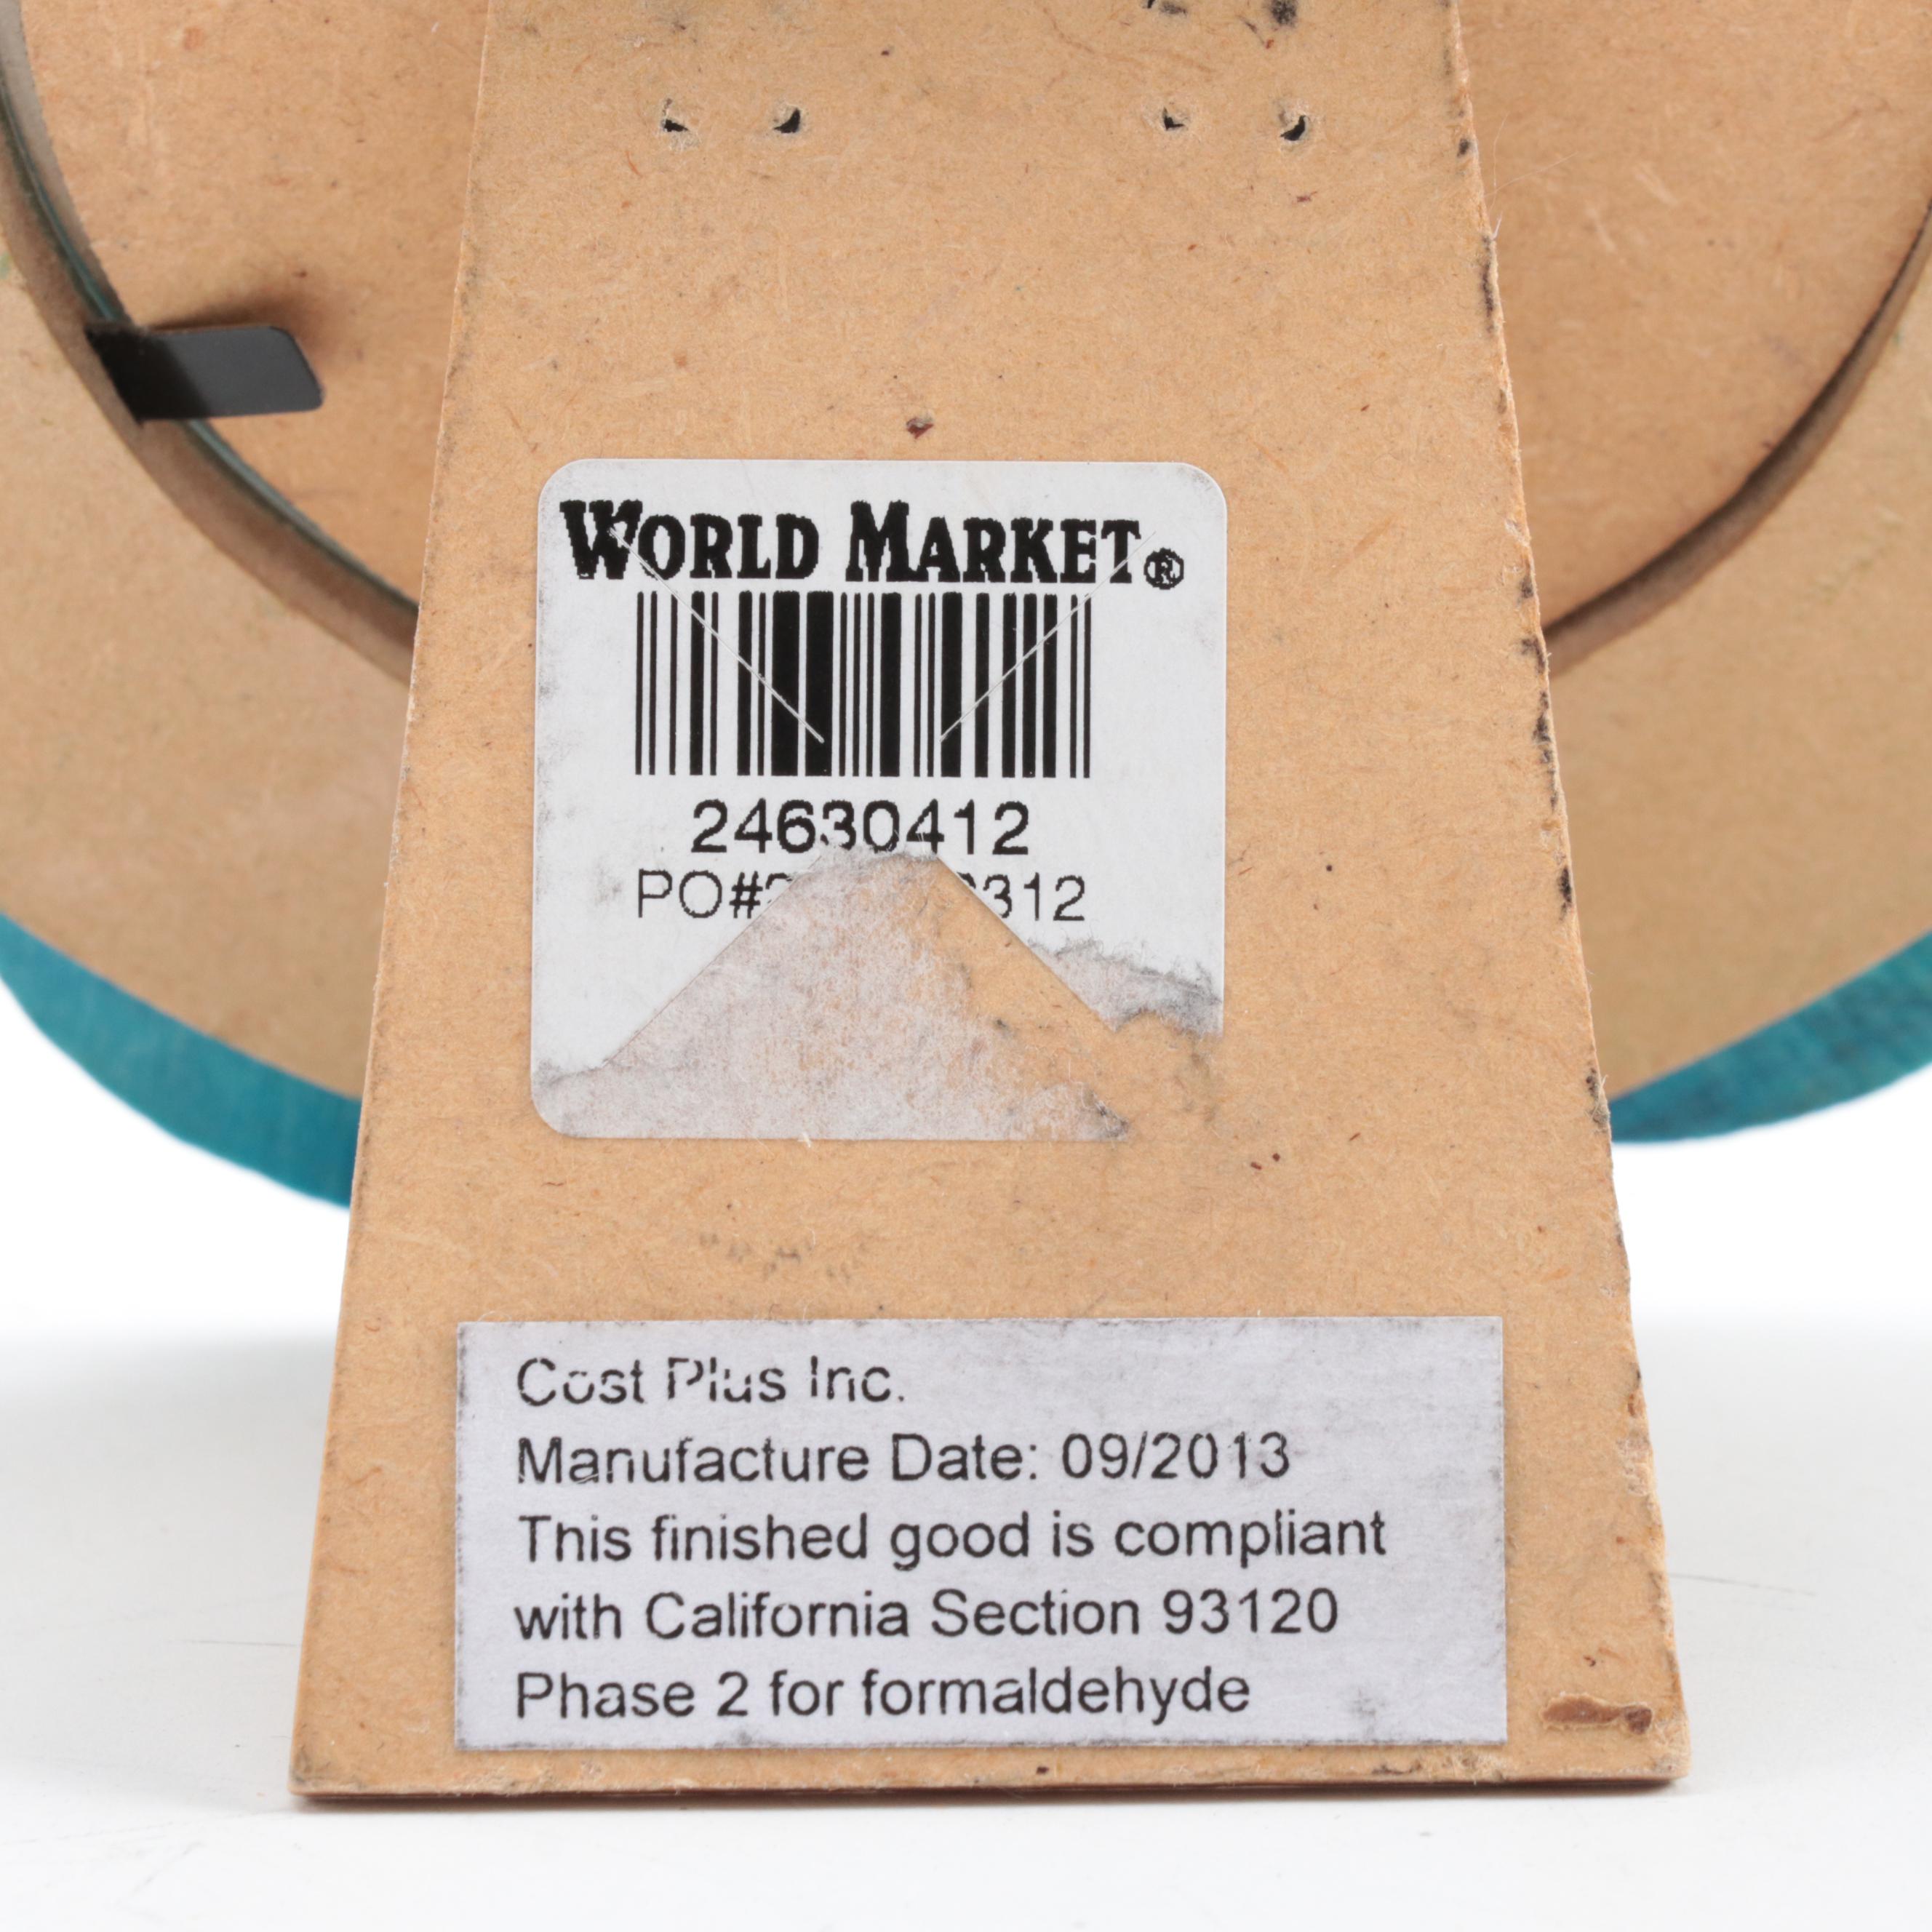 WORLD MARKET®
24630412
Cost Plus Inc.
Manufacture Date: 09/2013
This finished good is compliant
with California Section 93120
Phase 2 for formaldehyde